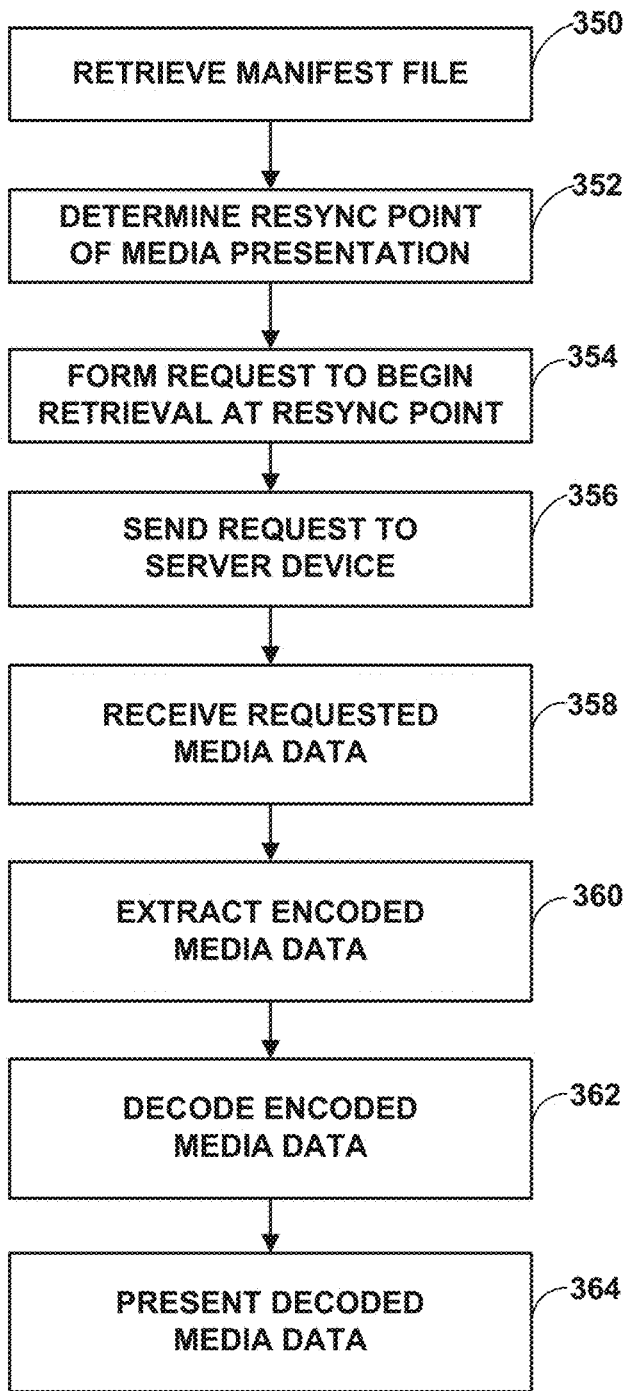 350
RETRIEVE MANIFEST FILE
352
DETERMINE RESYNC POINT
OF MEDIA PRESENTATION
354
FORM REQUEST TO BEGIN
RETRIEVAL AT RESYNC POINT
356
SEND REQUEST TO
SERVER DEVICE
358
RECEIVE REQUESTED
MEDIA DATA
360
EXTRACT ENCODED
MEDIA DATA
362
DECODE ENCODED
MEDIA DATA
364
PRESENT DECODED
MEDIA DATA